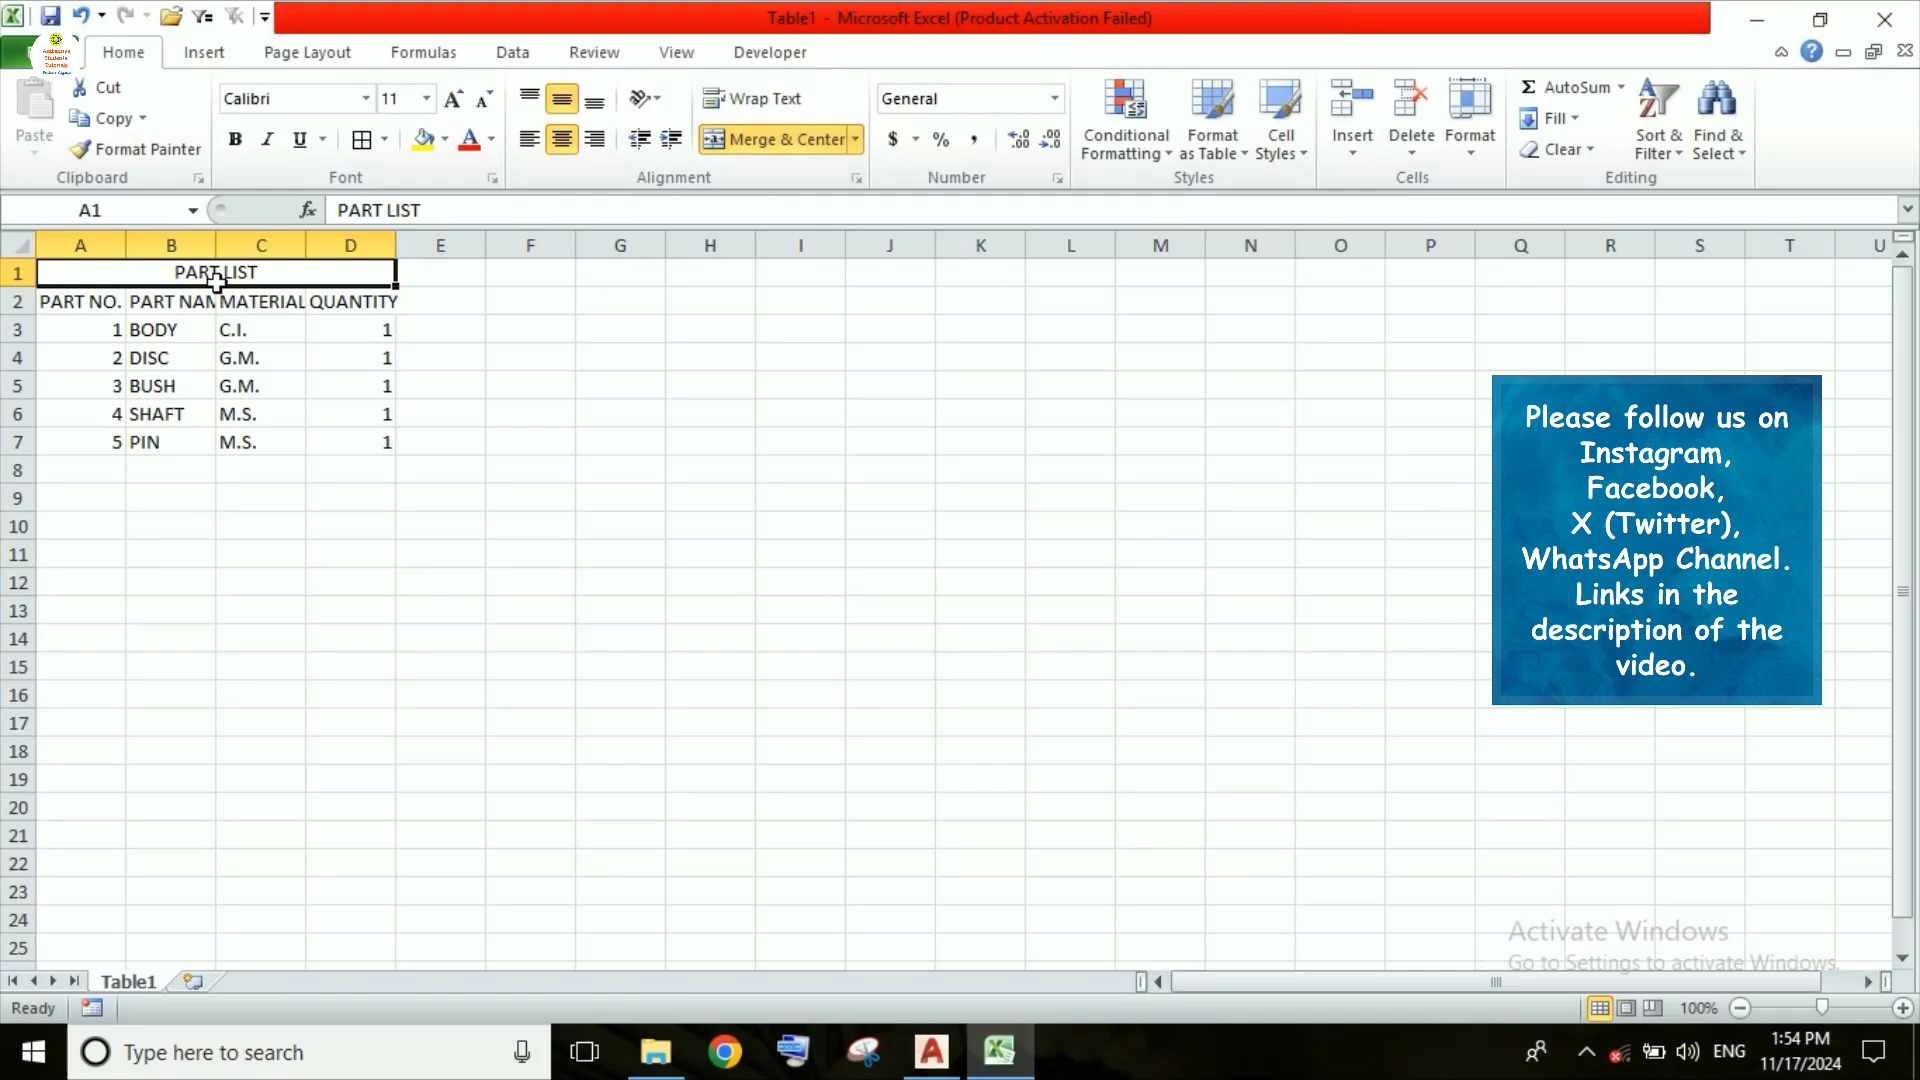 Table1 - Microsoft Excel (Product Activation Failed)
Home Insert Page Layout Formulas Data Review View Developer
Paste
Cut
Copy
Format Painter
Clipboard
Calibri 11
B I U
Font
Wrap Text
Merge & Center
Alignment
General
$ % ,
Number
Conditional Formatting
Format as Table
Cell Styles
Styles
Insert Delete Format
Cells
Σ AutoSum
Fill
Clear
Sort & Filter
Find & Select
Editing
A1 fx PART LIST
A B C D E F G H I J K L M N O P Q R S T U
1 PART LIST
2 PART NO. PART NAM MATERIAL QUANTITY
3 1 BODY C.I. 1
4 2 DISC G.M. 1
5 3 BUSH G.M. 1
6 4 SHAFT M.S. 1
7 5 PIN M.S. 1
8
9
10
11
12
13
14
15
16
17
18
19
20
21
22
23
24
25
Please follow us on
Instagram,
Facebook,
X (Twitter),
WhatsApp Channel.
Links in the
description of the
video.
Activate Windows
Go to Settings to activate Windows.
Table1
Ready 100%
Type here to search
ENG
1:54 PM
11/17/2024